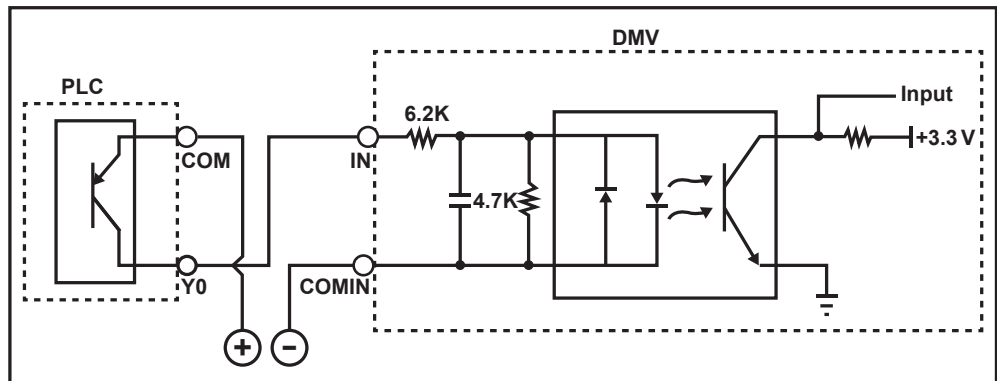 DMV
PLC
6.2K
Input
+3.3 V
COM
IN
4.7K
Y0
COMIN
+
−